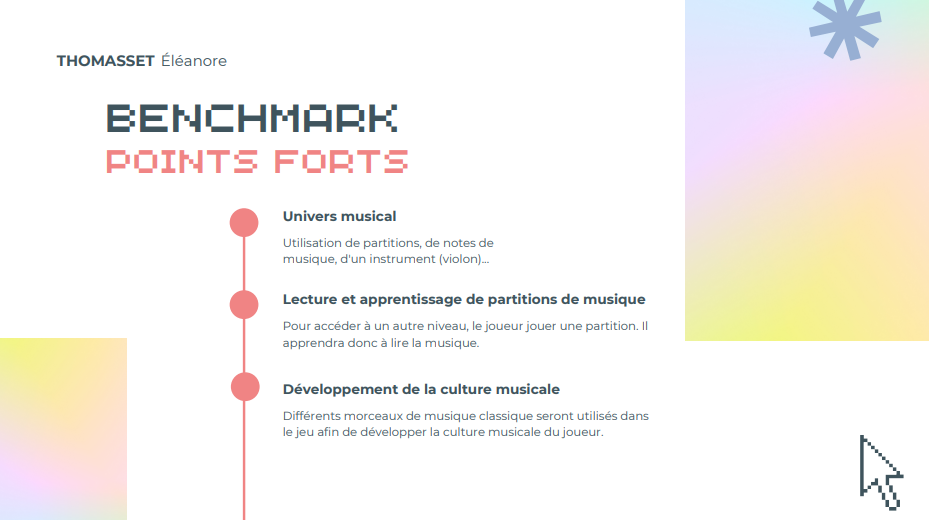 THOMASSET Éléanore
BENCHMARK
POINTS FORTS
Univers musical
Utilisation de partitions, de notes de
musique, d'un instrument (violon)...
Lecture et apprentissage de partitions de musique
Pour accéder à un autre niveau, le joueur jouer une partition. Il
apprendra donc à lire la musique.
Développement de la culture musicale
Différents morceaux de musique classique seront utilisés dans
le jeu afin de développer la culture musicale du joueur.